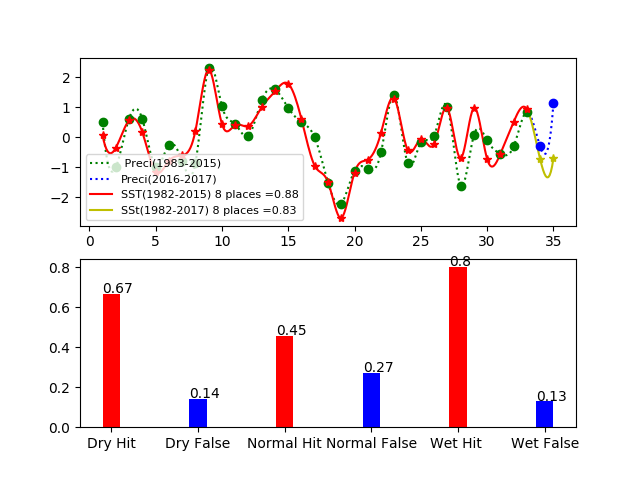 2
1
0
−1
−2
Preci(1983-2015)
Preci(2016-2017)
SST(1982-2015) 8 places =0.88
SSt(1982-2017) 8 places =0.83
0 5 10 15 20 25 30 35
0.8
0.6
0.4
0.2
0.0
0.67
0.14
0.45
0.27
0.8
0.13
Dry Hit Dry False Normal Hit Normal False Wet Hit Wet False